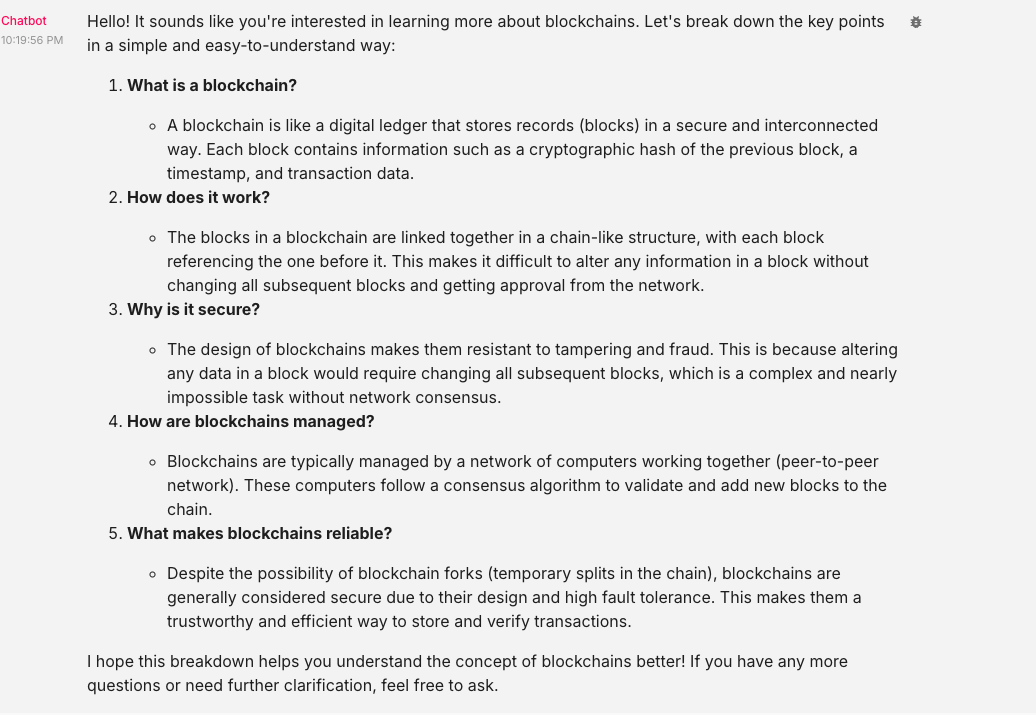 Chatbot
10:19:56 PM
Hello! It sounds like you're interested in learning more about blockchains. Let's break down the key points
in a simple and easy-to-understand way:
1. What is a blockchain?
◦ A blockchain is like a digital ledger that stores records (blocks) in a secure and interconnected
way. Each block contains information such as a cryptographic hash of the previous block, a
timestamp, and transaction data.
2. How does it work?
◦ The blocks in a blockchain are linked together in a chain-like structure, with each block
referencing the one before it. This makes it difficult to alter any information in a block without
changing all subsequent blocks and getting approval from the network.
3. Why is it secure?
◦ The design of blockchains makes them resistant to tampering and fraud. This is because altering
any data in a block would require changing all subsequent blocks, which is a complex and nearly
impossible task without network consensus.
4. How are blockchains managed?
◦ Blockchains are typically managed by a network of computers working together (peer-to-peer
network). These computers follow a consensus algorithm to validate and add new blocks to the
chain.
5. What makes blockchains reliable?
◦ Despite the possibility of blockchain forks (temporary splits in the chain), blockchains are
generally considered secure due to their design and high fault tolerance. This makes them a
trustworthy and efficient way to store and verify transactions.
I hope this breakdown helps you understand the concept of blockchains better! If you have any more
questions or need further clarification, feel free to ask.